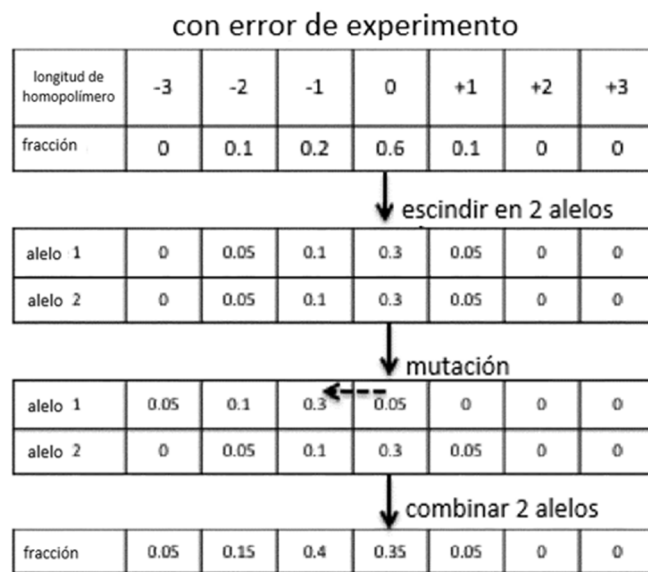 con error de experimento
longitud de
homopolímero -3 -2 -1 0 +1 +2 +3
fracción 0 0.1 0.2 0.6 0.1 0 0
escindir en 2 alelos
alelo 1 0 0.05 0.1 0.3 0.05 0 0
alelo 2 0 0.05 0.1 0.3 0.05 0 0
mutación
alelo 1 0.05 0.1 0.3 0.05 0 0 0
alelo 2 0 0.05 0.1 0.3 0.05 0 0
combinar 2 alelos
fracción 0.05 0.15 0.4 0.35 0.05 0 0